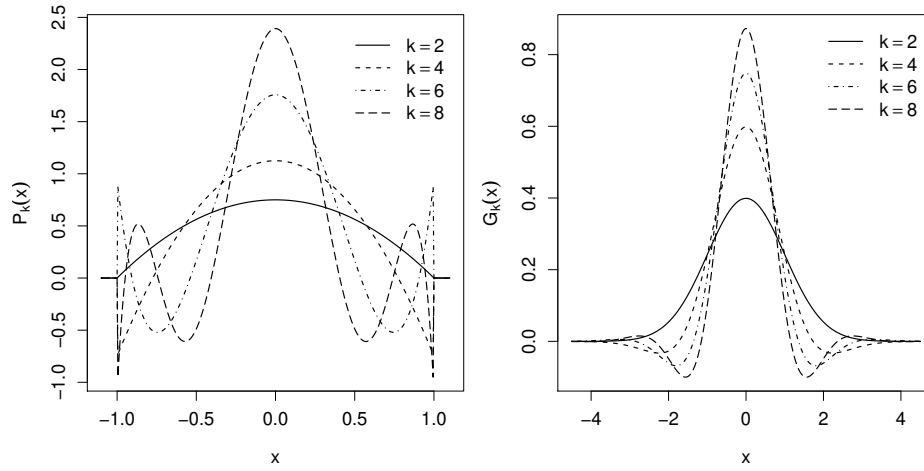 2.5
2.0
1.5
1.0
0.5
0.0
−0.5
−1.0
Pk(x)
−1.0 −0.5 0.0 0.5 1.0
x
k = 2
k = 4
k = 6
k = 8
0.8
0.6
0.4
0.2
0.0
Gk(x)
−4 −2 0 2 4
x
k = 2
k = 4
k = 6
k = 8